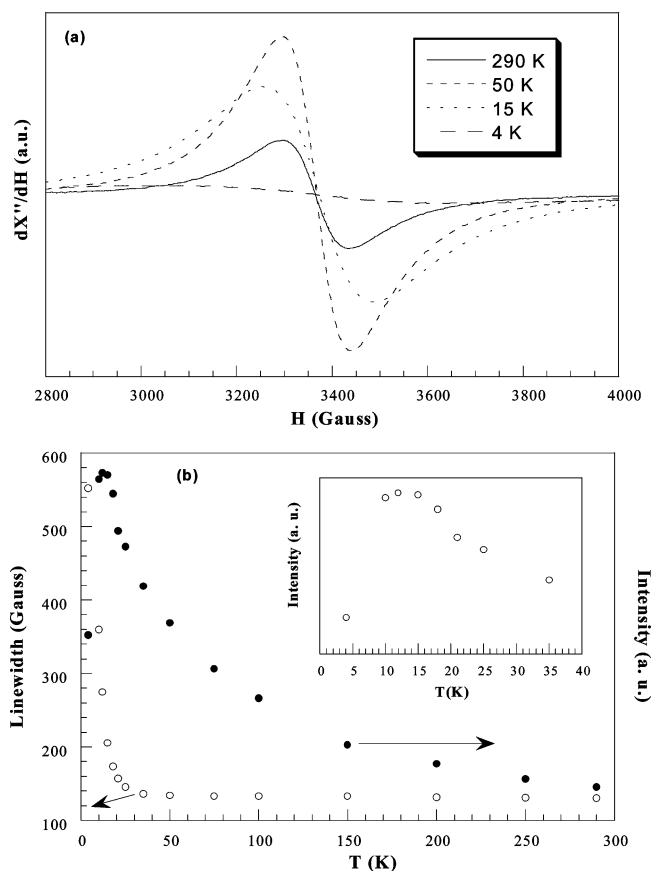 (a)
290 K
50 K
15 K
4 K
dX"/dH (a.u.)
2800 3000 3200 3400 3600 3800 4000
H (Gauss)
(b)
600
500
400
300
200
100
Linewidth (Gauss)
Intensity (a. u.)
0 5 10 15 20 25 30 35 40
T(K)
Intensity (a. u.)
0 50 100 150 200 250 300
T (K)